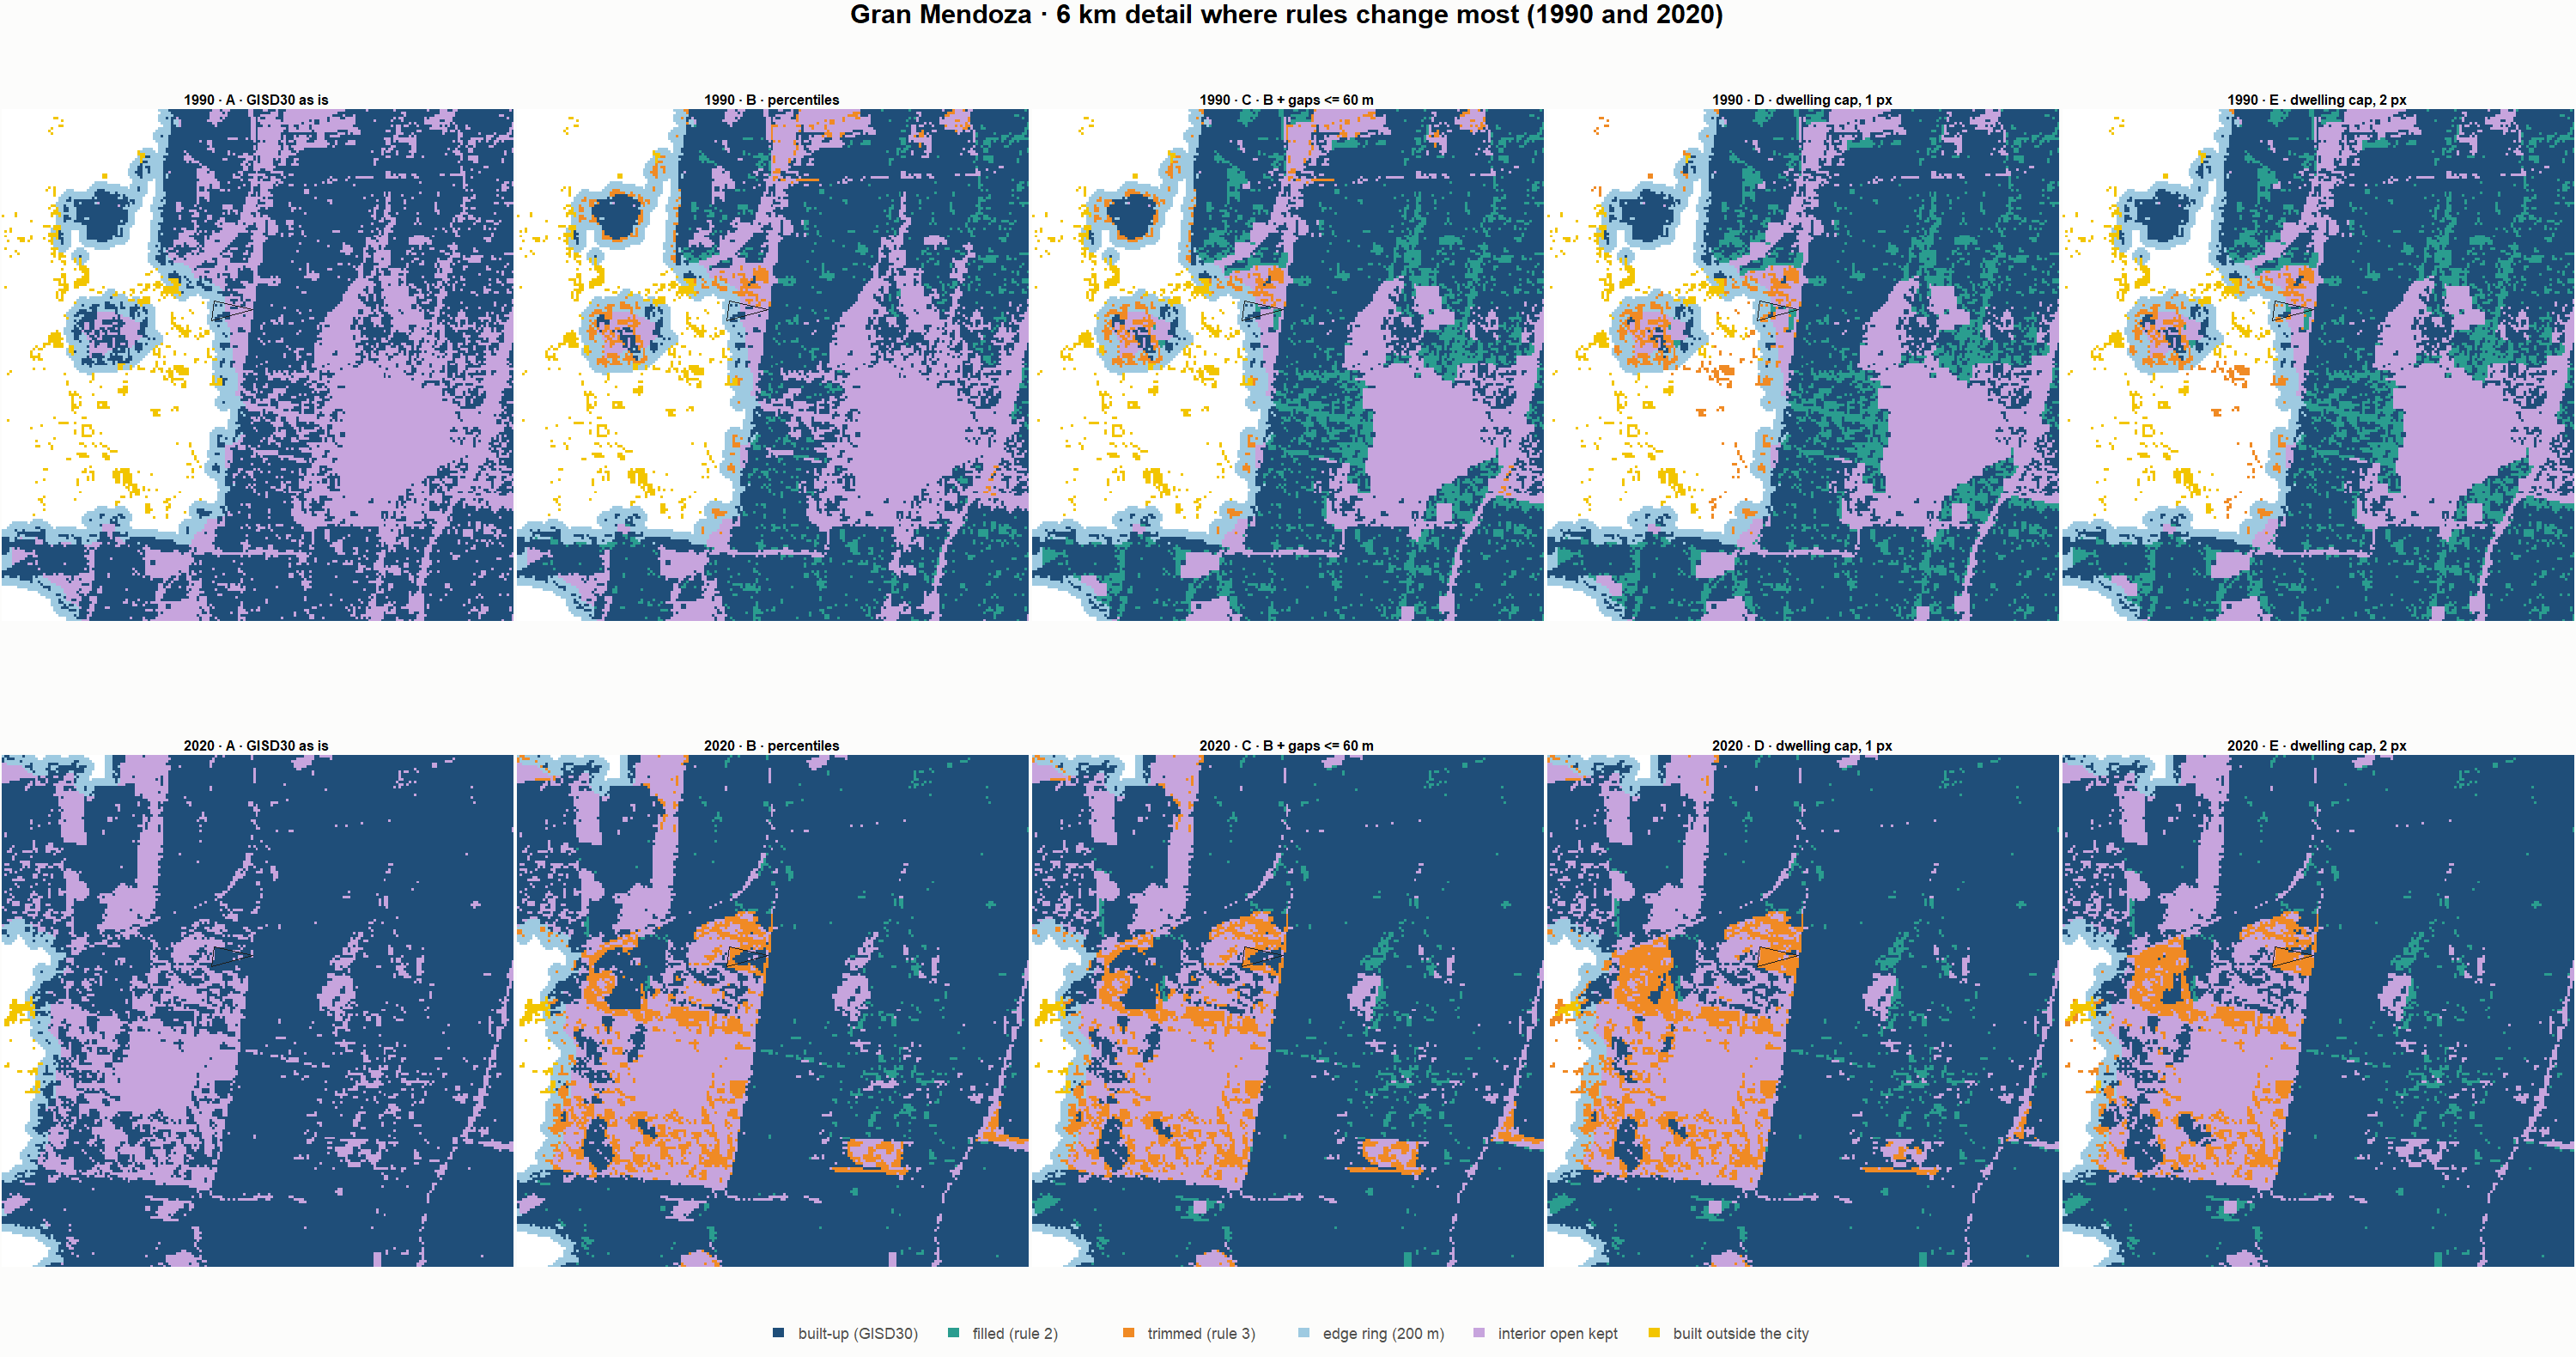 Gran Mendoza · 6 km detail where rules change most (1990 and 2020)
1990 · A · GISD30 as is
1990 · B · percentiles
1990 · C · B + gaps <= 60 m
1990 · D · dwelling cap, 1 px
1990 · E · dwelling cap, 2 px
2020 · A · GISD30 as is
2020 · B · percentiles
2020 · C · B + gaps <= 60 m
2020 · D · dwelling cap, 1 px
2020 · E · dwelling cap, 2 px
built-up (GISD30)
filled (rule 2)
trimmed (rule 3)
edge ring (200 m)
interior open kept
built outside the city